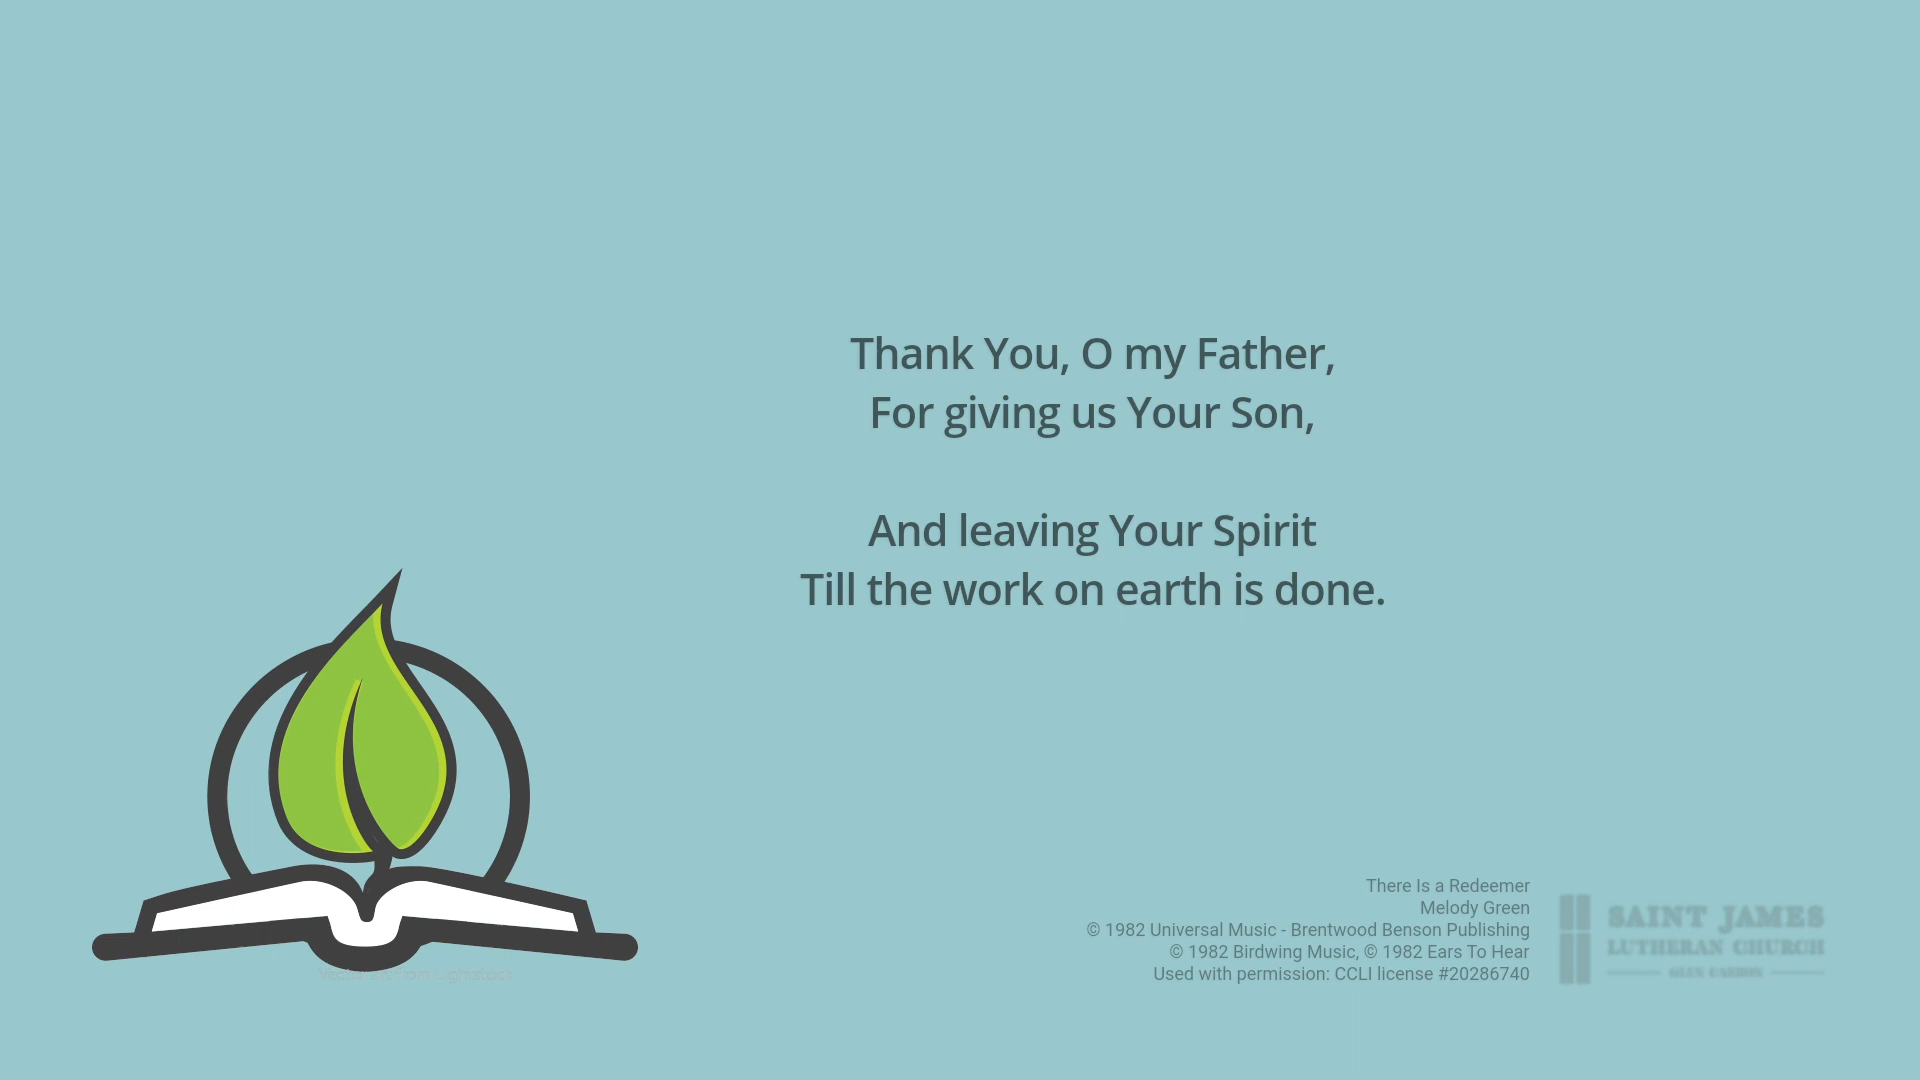 Thank You, O my Father,
For giving us Your Son,
And leaving Your Spirit
Till the work on earth is done.
There Is a Redeemer
Melody Green
© 1982 Universal Music - Brentwood Benson Publishing
© 1982 Birdwing Music, © 1982 Ears To Hear
Used with permission: CCLI license #20286740
SAINT JAMES
LUTHERAN CHURCH
GLEN CARBON